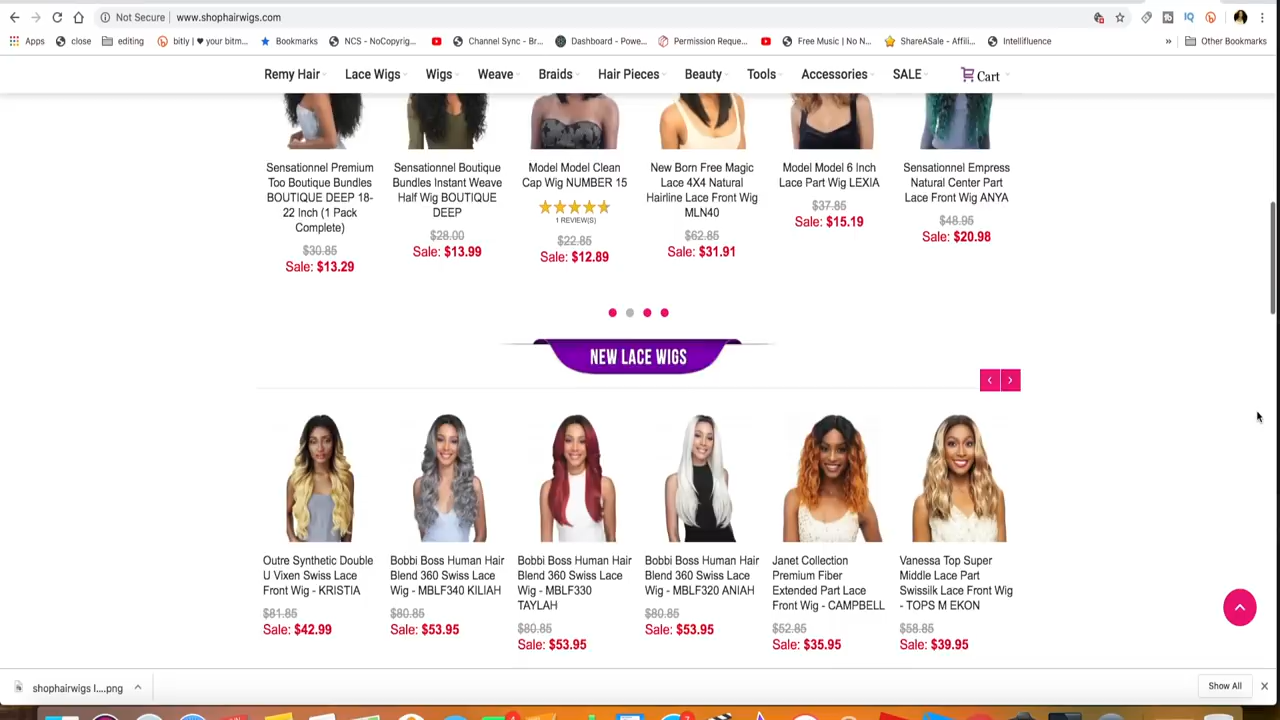 Not Secure | www.shophairwigs.com
Apps close editing bitly | ♥ your bitm... Bookmarks NCS - NoCopyrig... Channel Sync - Br... Dashboard - Powe... Permission Reque... Free Music | No N... ShareASale - Affili... Intellifluence » Other Bookmarks
Remy Hair Lace Wigs Wigs Weave Braids Hair Pieces Beauty Tools Accessories SALE Cart
Sensationnel Premium
Too Boutique Bundles
BOUTIQUE DEEP 18-
22 Inch (1 Pack
Complete)
$30.85
Sale: $13.29
Sensationnel Boutique
Bundles Instant Weave
Half Wig BOUTIQUE
DEEP
$28.00
Sale: $13.99
Model Model Clean
Cap Wig NUMBER 15
1 REVIEW(S)
$22.85
Sale: $12.89
New Born Free Magic
Lace 4X4 Natural
Hairline Lace Front Wig
MLN40
$62.85
Sale: $31.91
Model Model 6 Inch
Lace Part Wig LEXIA
$37.85
Sale: $15.19
Sensationnel Empress
Natural Center Part
Lace Front Wig ANYA
$48.95
Sale: $20.98
NEW LACE WIGS
Outre Synthetic Double
U Vixen Swiss Lace
Front Wig - KRISTIA
$81.85
Sale: $42.99
Bobbi Boss Human Hair
Blend 360 Swiss Lace
Wig - MBLF340 KILIAH
$80.85
Sale: $53.95
Bobbi Boss Human Hair
Blend 360 Swiss Lace
Wig - MBLF330
TAYLAH
$80.85
Sale: $53.95
Bobbi Boss Human Hair
Blend 360 Swiss Lace
Wig - MBLF320 ANIAH
$80.85
Sale: $53.95
Janet Collection
Premium Fiber
Extended Part Lace
Front Wig - CAMPBELL
$52.85
Sale: $35.95
Vanessa Top Super
Middle Lace Part
Swissilk Lace Front Wig
- TOPS M EKON
$58.85
Sale: $39.95
shophairwigs l....png
Show All